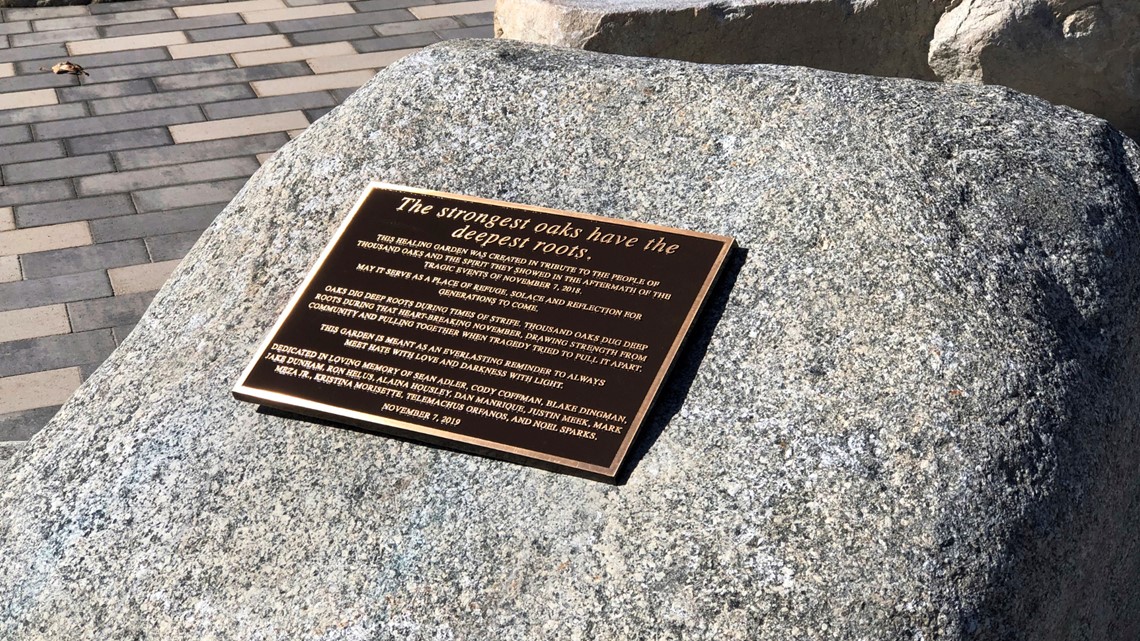 The strongest oaks have the
deepest roots.
THIS HEALING GARDEN WAS CREATED IN TRIBUTE TO THE PEOPLE OF
THOUSAND OAKS AND THE SPIRIT THEY SHOWED IN THE AFTERMATH OF THE
TRAGIC EVENTS OF NOVEMBER 7, 2018.
MAY IT SERVE AS A PLACE OF REFUGE, SOLACE AND REFLECTION FOR
GENERATIONS TO COME.
OAKS DIG DEEP ROOTS DURING TIMES OF STRIFE. THOUSAND OAKS DUG DEEP
ROOTS DURING THAT HEART-BREAKING NOVEMBER, DRAWING STRENGTH FROM
COMMUNITY AND PULLING TOGETHER WHEN TRAGEDY TRIED TO PULL IT APART.
THIS GARDEN IS MEANT AS AN EVERLASTING REMINDER TO ALWAYS
MEET HATE WITH LOVE AND DARKNESS WITH LIGHT.
DEDICATED IN LOVING MEMORY OF SEAN ADLER, CODY COFFMAN, BLAKE DINGMAN,
JAKE DUNHAM, RON HELUS, ALAINA HOUSLEY, DAN MANRIQUE, JUSTIN MEEK, MARK
MEZA JR., KRISTINA MORISETTE, TELEMACHUS ORFANOS, AND NOEL SPARKS.
NOVEMBER 7, 2019